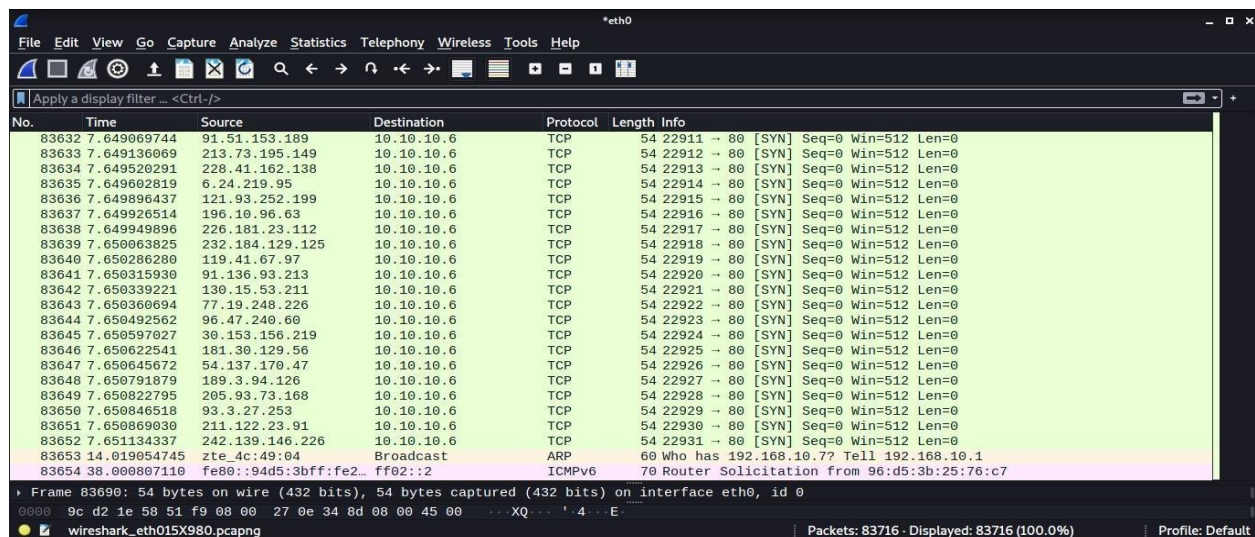 *eth0
File Edit View Go Capture Analyze Statistics Telephony Wireless Tools Help
Apply a display filter ... <Ctrl-/>
No. Time Source Destination Protocol Length Info
83632 7.649069744 91.51.153.189 10.10.10.6 TCP 54 22911 → 80 [SYN] Seq=0 Win=512 Len=0
83633 7.649136069 213.73.195.149 10.10.10.6 TCP 54 22912 → 80 [SYN] Seq=0 Win=512 Len=0
83634 7.649520291 228.41.162.138 10.10.10.6 TCP 54 22913 → 80 [SYN] Seq=0 Win=512 Len=0
83635 7.649602819 6.24.219.95 10.10.10.6 TCP 54 22914 → 80 [SYN] Seq=0 Win=512 Len=0
83636 7.649896437 121.93.252.199 10.10.10.6 TCP 54 22915 → 80 [SYN] Seq=0 Win=512 Len=0
83637 7.649926514 196.10.96.63 10.10.10.6 TCP 54 22916 → 80 [SYN] Seq=0 Win=512 Len=0
83638 7.649949896 226.181.23.112 10.10.10.6 TCP 54 22917 → 80 [SYN] Seq=0 Win=512 Len=0
83639 7.650063825 232.184.129.125 10.10.10.6 TCP 54 22918 → 80 [SYN] Seq=0 Win=512 Len=0
83640 7.650286280 119.41.67.97 10.10.10.6 TCP 54 22919 → 80 [SYN] Seq=0 Win=512 Len=0
83641 7.650315930 91.136.93.213 10.10.10.6 TCP 54 22920 → 80 [SYN] Seq=0 Win=512 Len=0
83642 7.650339221 130.15.53.211 10.10.10.6 TCP 54 22921 → 80 [SYN] Seq=0 Win=512 Len=0
83643 7.650360694 77.19.248.226 10.10.10.6 TCP 54 22922 → 80 [SYN] Seq=0 Win=512 Len=0
83644 7.650492562 96.47.240.60 10.10.10.6 TCP 54 22923 → 80 [SYN] Seq=0 Win=512 Len=0
83645 7.650597027 30.153.156.219 10.10.10.6 TCP 54 22924 → 80 [SYN] Seq=0 Win=512 Len=0
83646 7.650622541 181.30.129.56 10.10.10.6 TCP 54 22925 → 80 [SYN] Seq=0 Win=512 Len=0
83647 7.650645672 54.137.170.47 10.10.10.6 TCP 54 22926 → 80 [SYN] Seq=0 Win=512 Len=0
83648 7.650791879 189.3.94.126 10.10.10.6 TCP 54 22927 → 80 [SYN] Seq=0 Win=512 Len=0
83649 7.650822795 205.93.73.168 10.10.10.6 TCP 54 22928 → 80 [SYN] Seq=0 Win=512 Len=0
83650 7.650846518 93.3.27.253 10.10.10.6 TCP 54 22929 → 80 [SYN] Seq=0 Win=512 Len=0
83651 7.650869030 211.122.23.91 10.10.10.6 TCP 54 22930 → 80 [SYN] Seq=0 Win=512 Len=0
83652 7.651134337 242.139.146.226 10.10.10.6 TCP 54 22931 → 80 [SYN] Seq=0 Win=512 Len=0
83653 14.019054745 zte_4c:49:04 Broadcast ARP 60 Who has 192.168.10.7? Tell 192.168.10.1
83654 38.000807110 fe80::94d5:3bff:fe2… ff02::2 ICMPv6 70 Router Solicitation from 96:d5:3b:25:76:c7
Frame 83690: 54 bytes on wire (432 bits), 54 bytes captured (432 bits) on interface eth0, id 0
0000 9c d2 1e 58 51 f9 08 00 27 0e 34 8d 08 00 45 00 ···XQ··· '·4···E·
wireshark_eth015X980.pcapng Packets: 83716 · Displayed: 83716 (100.0%) Profile: Default